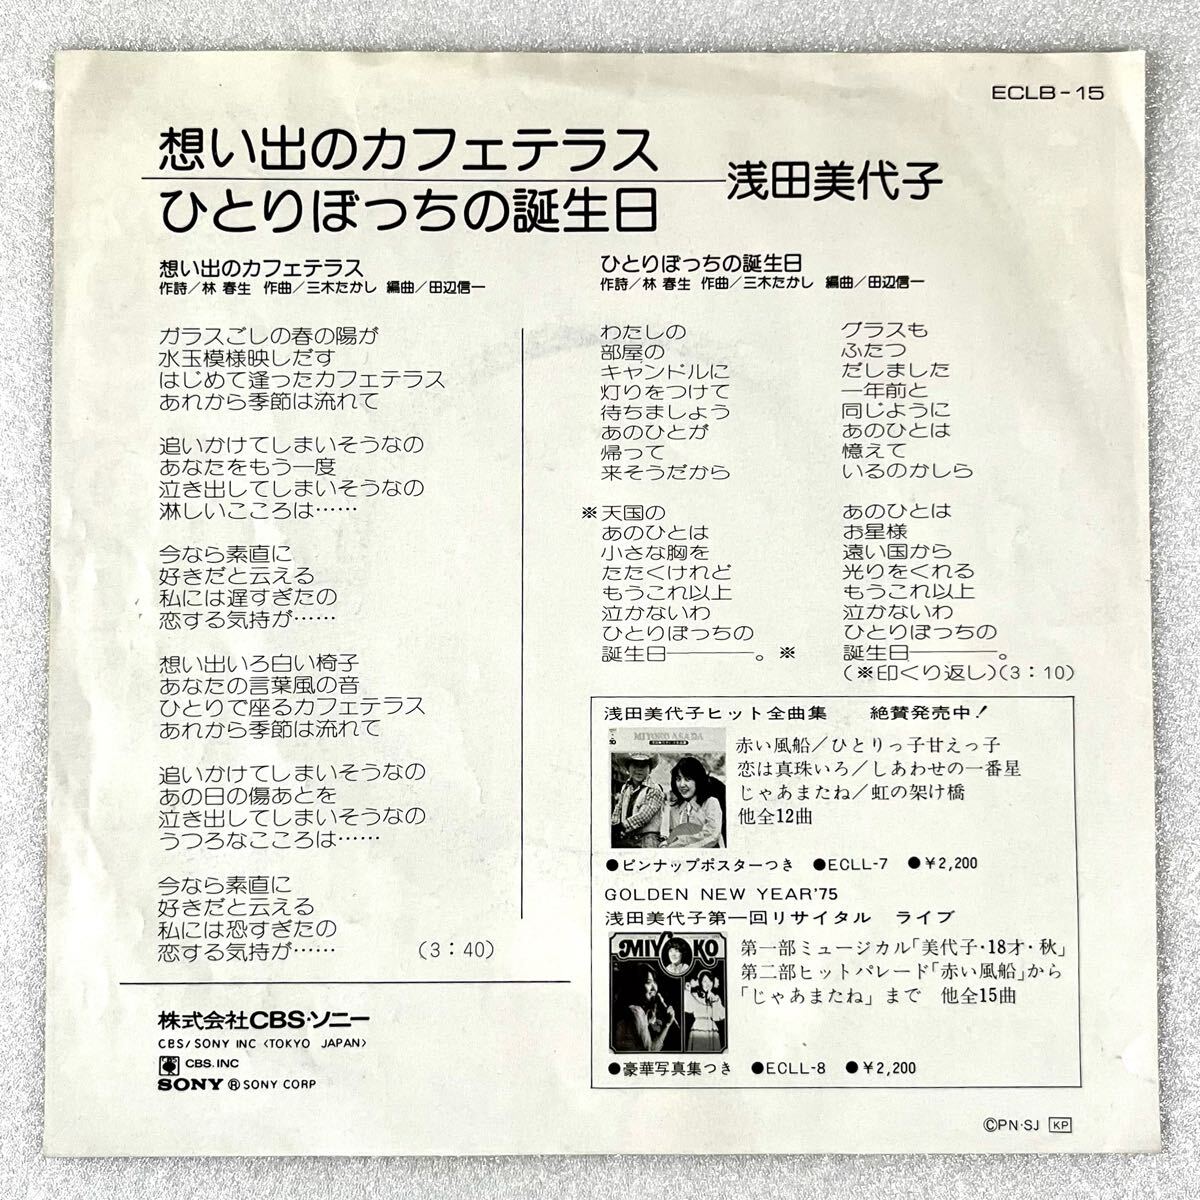 ECLB-15
想い出のカフェテラス
ひとりぼっちの誕生日
浅田美代子
想い出のカフェテラス
作詩／林 春生 作曲／三木たかし 編曲／田辺信一
ガラスごしの春の陽が
水玉模様映しだす
はじめて逢ったカフェテラス
あれから季節は流れて
追いかけてしまいそうなの
あなたをもう一度
泣き出してしまいそうなの
淋しいこころは……
今なら素直に
好きだと云える
私には遅すぎたの
恋する気持が……
想い出いろ白い椅子
あなたの言葉風の音
ひとりで座るカフェテラス
あれから季節は流れて
追いかけてしまいそうなの
あの日の傷あとを
泣き出してしまいそうなの
うつろなこころは……
今なら素直に
好きだと云える
私には恐すぎたの
恋する気持が……
(3:40)
ひとりぼっちの誕生日
作詩／林 春生 作曲／三木たかし 編曲／田辺信一
わたしの
部屋の
キャンドルに
灯りをつけて
待ちましょう
あのひとが
帰って
来そうだから
※天国の
あのひとは
小さな胸を
たたくけれど
もうこれ以上
泣かないわ
ひとりぼっちの
誕生日———。※
グラスも
ふたつ
だしました
一年前と
同じように
あのひとは
憶えて
いるのかしら
あのひとは
お星様
遠い国から
光りをくれる
もうこれ以上
泣かないわ
ひとりぼっちの
誕生日———。
(※印くり返し)(3:10)
浅田美代子ヒット全曲集 絶賛発売中！
MIYOKO ASADA
赤い風船／ひとりっ子甘えっ子
恋は真珠いろ／しあわせの一番星
じゃあまたね／虹の架け橋
他全12曲
●ピンナップポスターつき ●ECLL-7 ●¥2,200
GOLDEN NEW YEAR'75
浅田美代子第一回リサイタル ライブ
MIYOKO
第一部ミュージカル「美代子・18才・秋」
第二部ヒットパレード「赤い風船」から
「じゃあまたね」まで 他全15曲
●豪華写真集つき ●ECLL-8 ●¥2,200
株式会社CBS・ソニー
CBS/SONY INC〈TOKYO JAPAN〉
CBS.INC
SONY ® SONY CORP
©PN・SJ KP